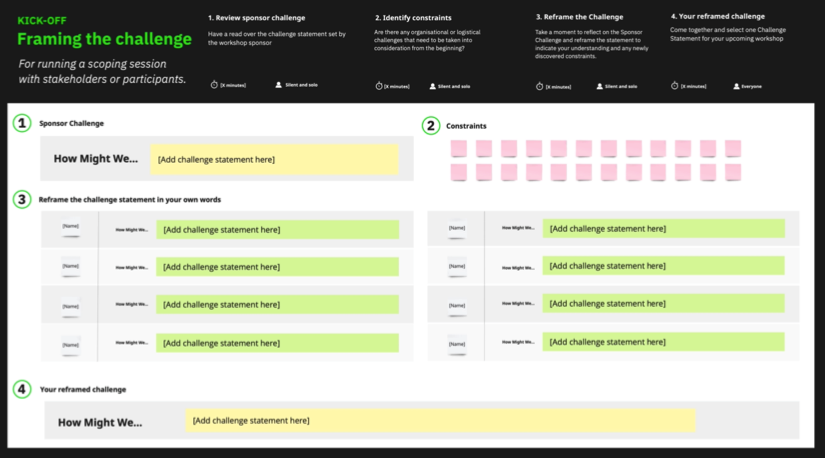 KICK-OFF
Framing the challenge
For running a scoping session
with stakeholders or participants.
1. Review sponsor challenge
Have a read over the challenge statement set by
the workshop sponsor
[X minutes]
Silent and solo
2. Identify constraints
Are there any organisational or logistical
challenges that need to be taken into
consideration from the beginning?
[X minutes]
Silent and solo
3. Reframe the Challenge
Take a moment to reflect on the Sponsor
Challenge and reframe the statement to
indicate your understanding and any newly
discovered constraints.
[X minutes]
Silent and solo
4. Your reframed challenge
Come together and select one Challenge
Statement for your upcoming workshop
[X minutes]
Everyone
1
Sponsor Challenge
How Might We...
[Add challenge statement here]
2
Constraints
3
Reframe the challenge statement in your own words
[Name]
How Might We...
[Add challenge statement here]
[Name]
How Might We...
[Add challenge statement here]
[Name]
How Might We...
[Add challenge statement here]
[Name]
How Might We...
[Add challenge statement here]
[Name]
How Might We...
[Add challenge statement here]
[Name]
How Might We...
[Add challenge statement here]
[Name]
How Might We...
[Add challenge statement here]
[Name]
How Might We...
[Add challenge statement here]
4
Your reframed challenge
How Might We...
[Add challenge statement here]